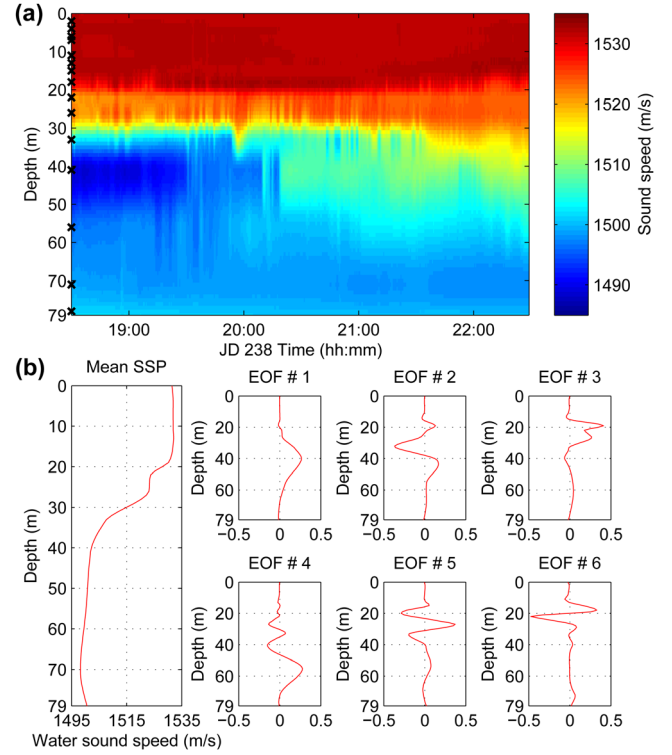 (a)
0
10
20
30
40
50
60
70
79
Depth (m)
19:00 20:00 21:00 22:00
JD 238 Time (hh:mm)
1530
1520
1510
1500
1490
Sound speed (m/s)
(b)
Mean SSP
0
10
20
30
40
50
60
70
79
Depth (m)
1495 1515 1535
Water sound speed (m/s)
EOF # 1
0
20
40
60
79
Depth (m)
−0.5 0 0.5
EOF # 2
0
20
40
60
79
Depth (m)
−0.5 0 0.5
EOF # 3
0
20
40
60
79
Depth (m)
−0.5 0 0.5
EOF # 4
0
20
40
60
79
Depth (m)
−0.5 0 0.5
EOF # 5
0
20
40
60
79
Depth (m)
−0.5 0 0.5
EOF # 6
0
20
40
60
79
Depth (m)
−0.5 0 0.5